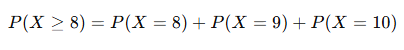 P(X ≥ 8) = P(X = 8) + P(X = 9) + P(X = 10)